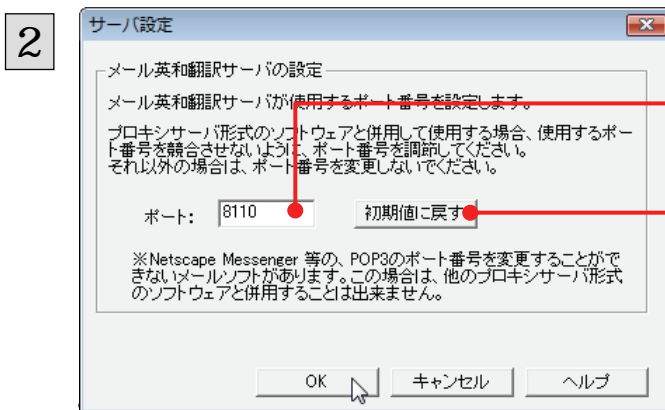 2
サーバ設定
メール英和翻訳サーバの設定
メール英和翻訳サーバが使用するポート番号を設定します。
プロキシサーバ形式のソフトウェアと併用して使用する場合、使用するポー
ト番号を競合させないように、ポート番号を調節してください。
それ以外の場合は、ポート番号を変更しないでください。
ポート: 8110 初期値に戻す
※Netscape Messenger 等の、POP3のポート番号を変更することがで
きないメールソフトがあります。この場合は、他のプロキシサーバ形式
のソフトウェアと併用することは出来ません。
OK キャンセル ヘルプ